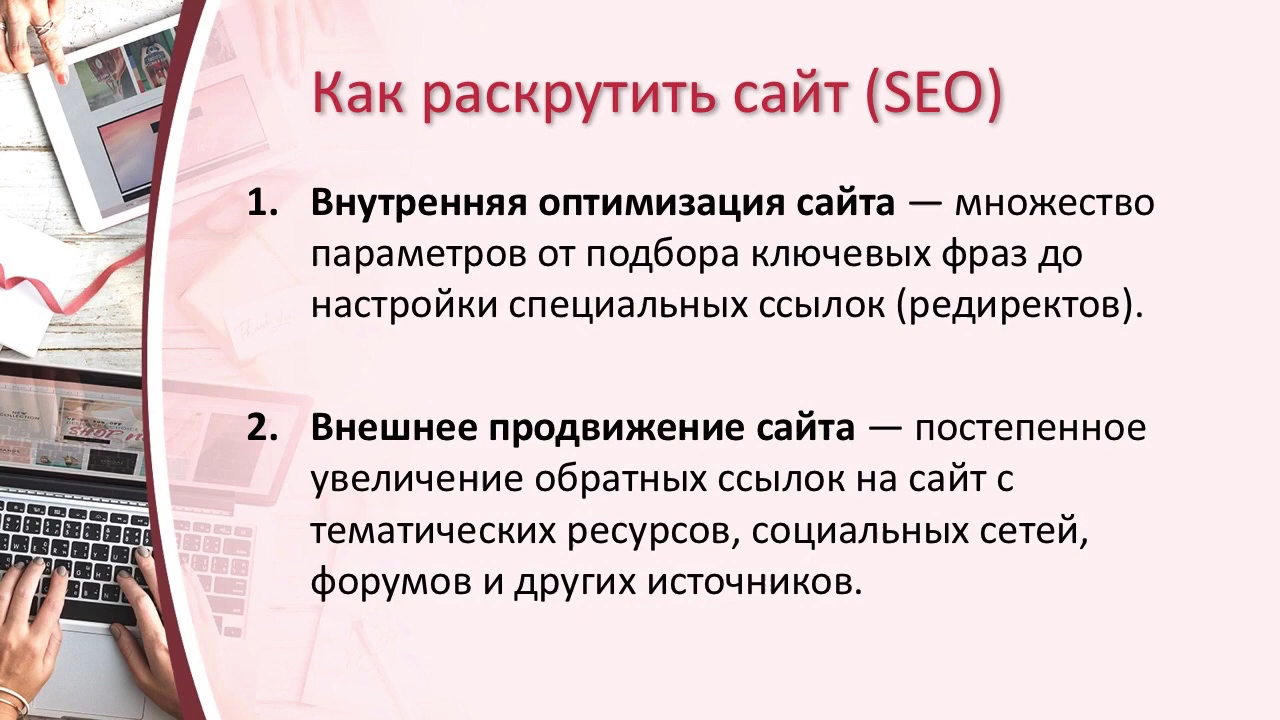 Как раскрутить сайт (SEO)
1. Внутренняя оптимизация сайта — множество
параметров от подбора ключевых фраз до
настройки специальных ссылок (редиректов).
2. Внешнее продвижение сайта — постепенное
увеличение обратных ссылок на сайт с
тематических ресурсов, социальных сетей,
форумов и других источников.